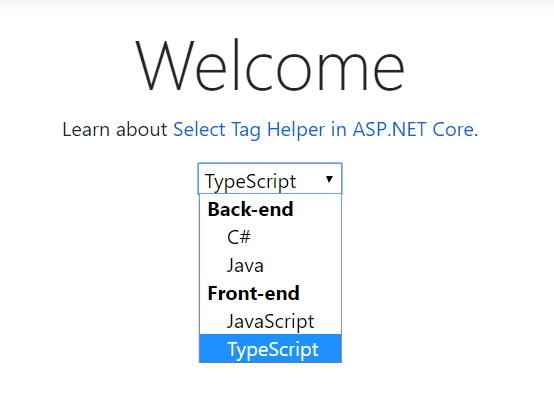 Welcome
Learn about Select Tag Helper in ASP.NET Core.
TypeScript
Back-end
C#
Java
Front-end
JavaScript
TypeScript